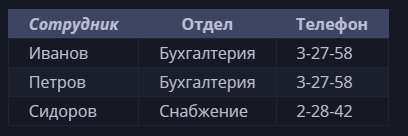 Сотрудник Отдел Телефон
Иванов Бухгалтерия 3-27-58
Петров Бухгалтерия 3-27-58
Сидоров Снабжение 2-28-42